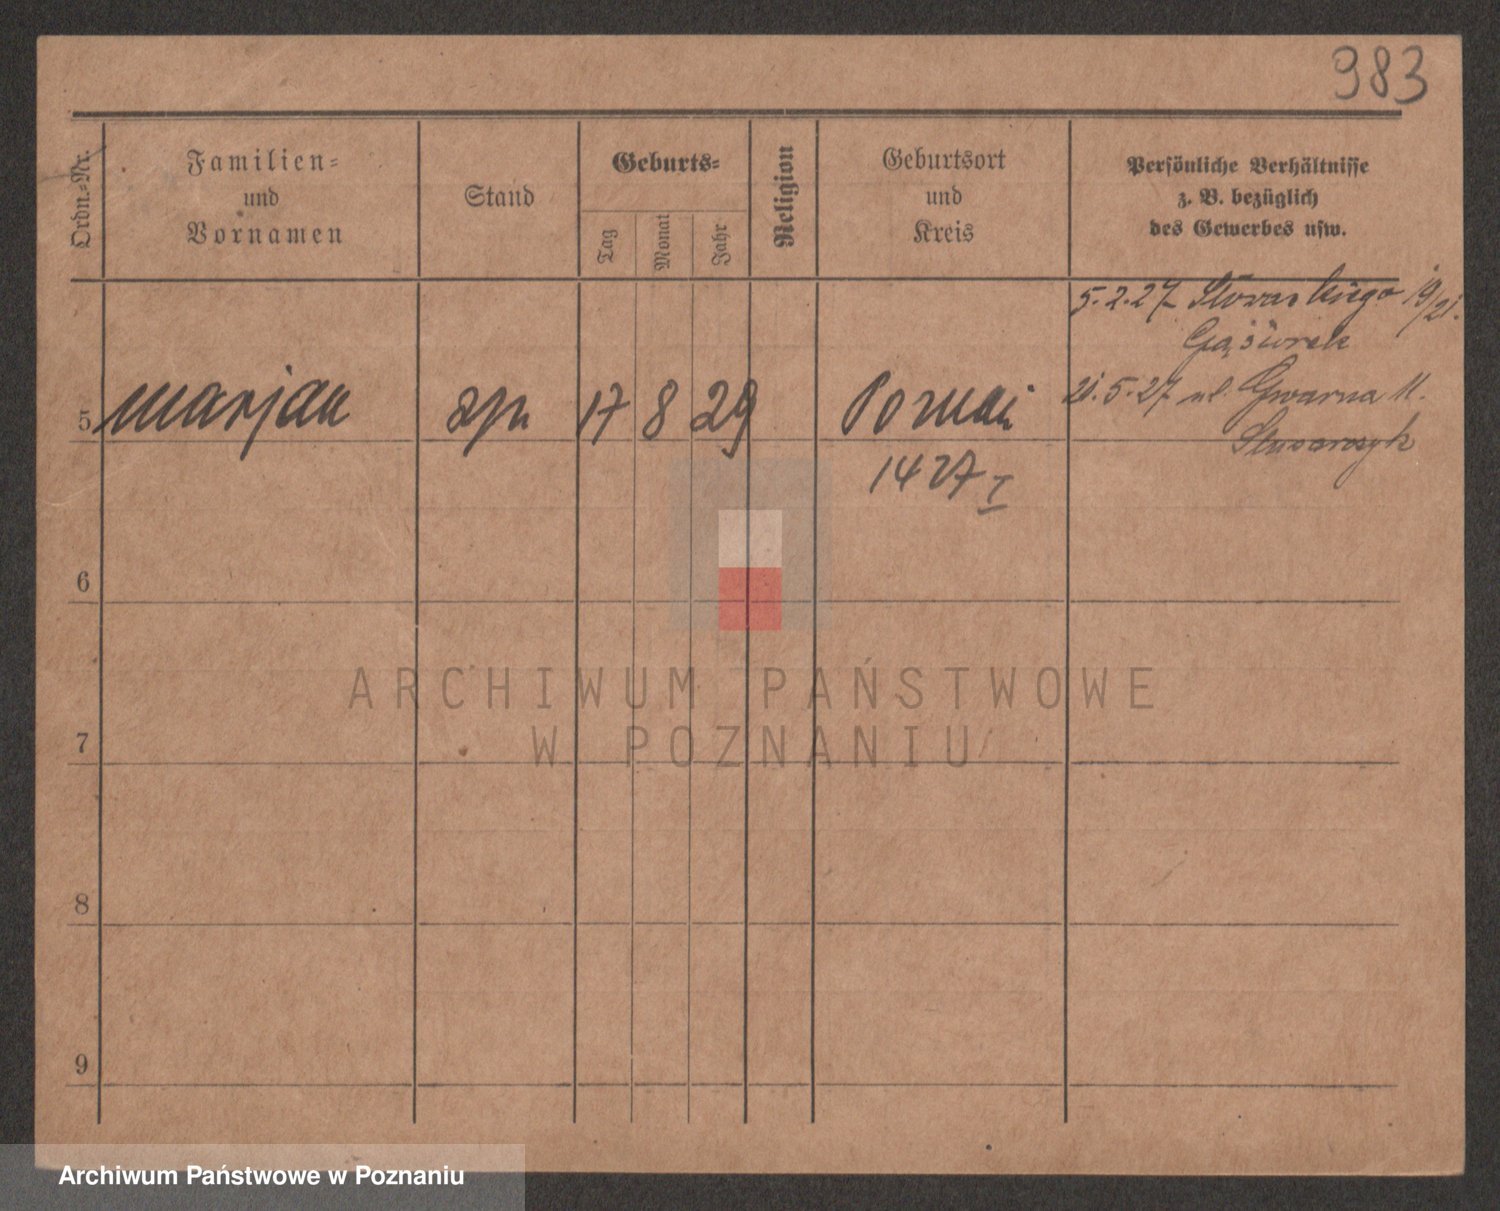 983
Ordn.-Nr.
Familien-
und
Vornamen
Stand
Geburts-
Tag
Monat
Jahr
Religion
Geburtsort
und
Kreis
Persönliche Verhältnisse
z. B. bezüglich
des Gewerbes usw.
5.2.27 19/21.
Gąsiorek
5 Marjan syn 17 8 29 Poznań 21.5.27 ul. Gwarna 11.
1427 I
6
7
8
9
ARCHIWUM PAŃSTWOWE
W POZNANIU
Archiwum Państwowe w Poznaniu